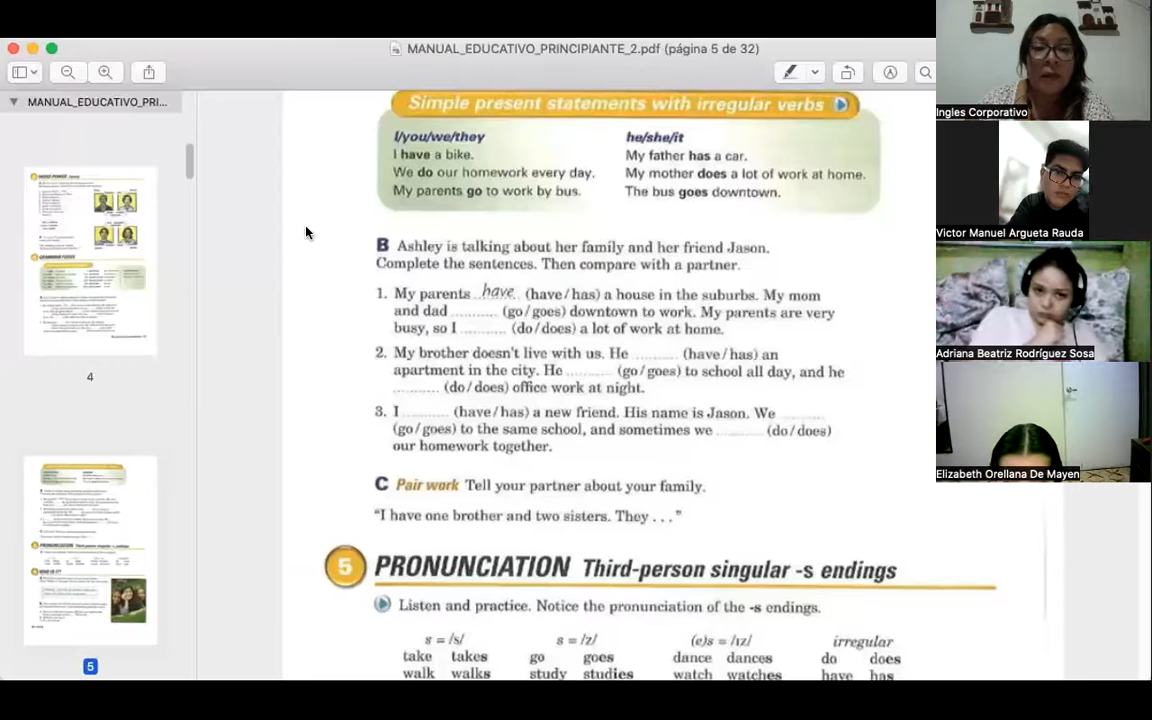 MANUAL_EDUCATIVO_PRINCIPIANTE_2.pdf (página 5 de 32)
MANUAL_EDUCATIVO_PRI...
4
5
Simple present statements with irregular verbs
I/you/we/they
I have a bike.
We do our homework every day.
My parents go to work by bus.
he/she/it
My father has a car.
My mother does a lot of work at home.
The bus goes downtown.
B Ashley is talking about her family and her friend Jason.
Complete the sentences. Then compare with a partner.
1. My parents have (have/has) a house in the suburbs. My mom
and dad .......... (go/goes) downtown to work. My parents are very
busy, so I .......... (do/does) a lot of work at home.
2. My brother doesn't live with us. He .......... (have/has) an
apartment in the city. He .......... (go/goes) to school all day, and he
.......... (do/does) office work at night.
3. I .......... (have/has) a new friend. His name is Jason. We ..........
(go/goes) to the same school, and sometimes we .......... (do/does)
our homework together.
C Pair work Tell your partner about your family.
"I have one brother and two sisters. They . . ."
5 PRONUNCIATION Third-person singular -s endings
Listen and practice. Notice the pronunciation of the -s endings.
s = /s/ s = /z/ (e)s = /ɪz/ irregular
take takes go goes dance dances do does
walk walks study studies watch watches have has
Ingles Corporativo
Victor Manuel Argueta Rauda
Adriana Beatriz Rodríguez Sosa
Elizabeth Orellana De Mayen